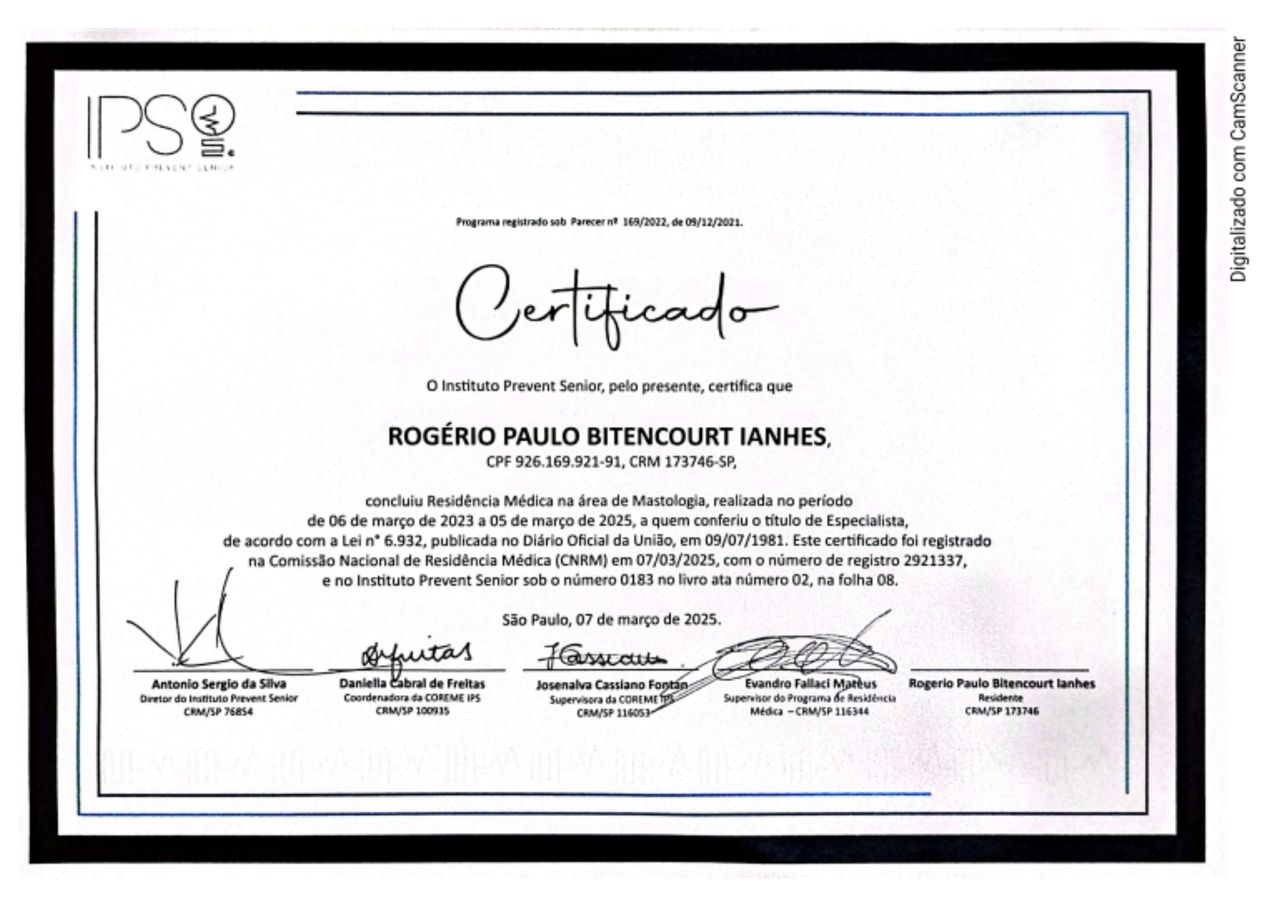 IPS
INSTITUTO PREVENT SENIOR
Digitalizado com CamScanner
Programa registrado sob Parecer nº 169/2022, de 09/12/2021.
Certificado
O Instituto Prevent Senior, pelo presente, certifica que
ROGÉRIO PAULO BITENCOURT IANHES,
CPF 926.169.921-91, CRM 173746-SP,
concluiu Residência Médica na área de Mastologia, realizada no período
de 06 de março de 2023 a 05 de março de 2025, a quem conferiu o título de Especialista,
de acordo com a Lei n° 6.932, publicada no Diário Oficial da União, em 09/07/1981. Este certificado foi registrado
na Comissão Nacional de Residência Médica (CNRM) em 07/03/2025, com o número de registro 2921337,
e no Instituto Prevent Senior sob o número 0183 no livro ata número 02, na folha 08.
São Paulo, 07 de março de 2025.
Antonio Sergio da Silva
Diretor do Instituto Prevent Senior
CRM/SP 76854
Daniella Cabral de Freitas
Coordenadora da COREME IPS
CRM/SP 100935
Josenalva Cassiano Fontan
Supervisora da COREME IPS
CRM/SP 116053
Evandro Fallaci Mateus
Supervisor do Programa de Residência
Médica – CRM/SP 116344
Rogerio Paulo Bitencourt Ianhes
Residente
CRM/SP 173746